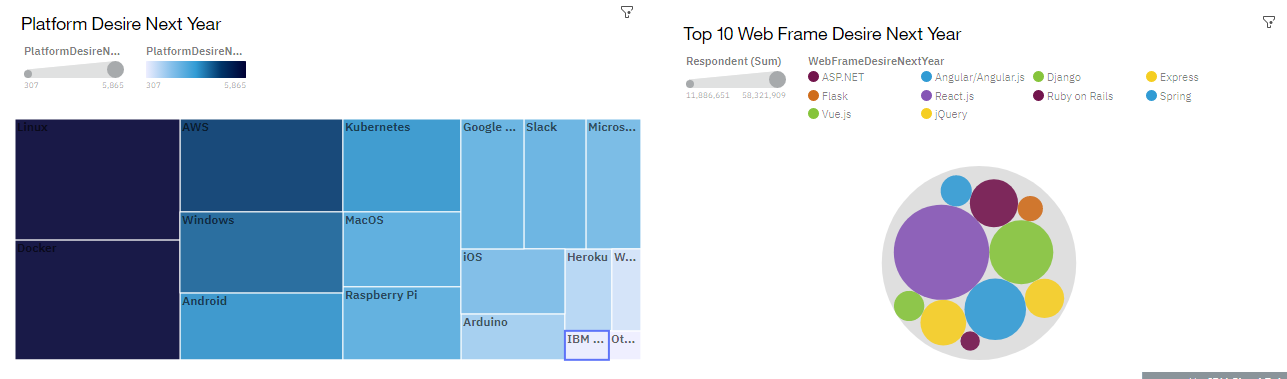 Platform Desire Next Year
PlatformDesireN...
PlatformDesireN...
307
5,865
307
5,865
Linux
AWS
Kubernetes
Google ...
Slack
Micros...
Windows
MacOS
Docker
iOS
Heroku
W...
Android
Raspberry Pi
Arduino
IBM ...
Ot...
Top 10 Web Frame Desire Next Year
Respondent (Sum)
11,886,651
58,321,909
WebFrameDesireNextYear
ASP.NET
Angular/Angular.js
Django
Express
Flask
React.js
Ruby on Rails
Spring
Vue.js
jQuery